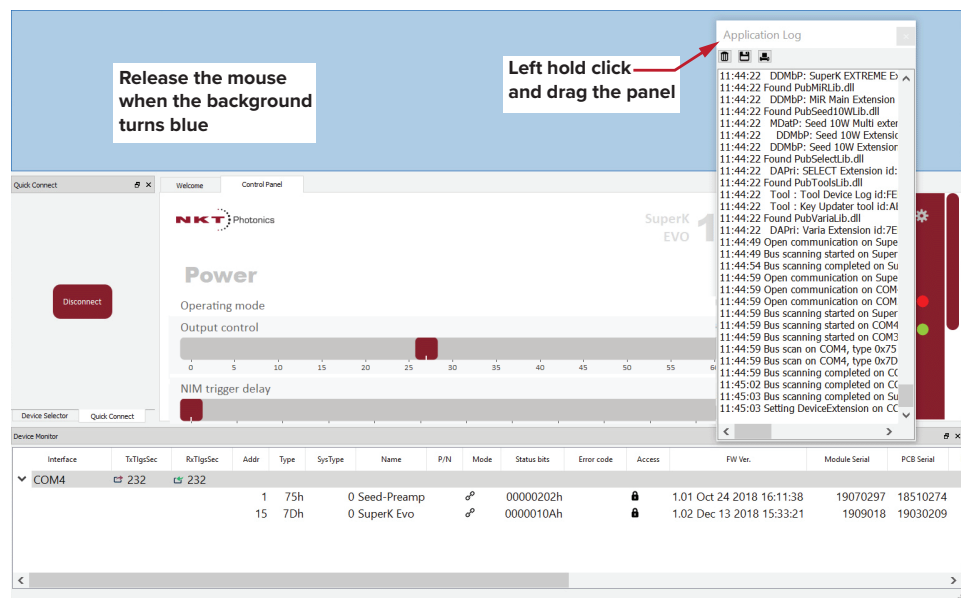 Application Log
Release the mouse
when the background
turns blue
Left hold click
and drag the panel
11:44:22 DDMbP: SuperK EXTREME
11:44:22 Found PubMiRLib.dll
11:44:22 DDMbP: MiR Main Extension
11:44:22 Found PubSeed10WLib.dll
11:44:22 MDatP: Seed 10W Multi exter
11:44:22 DDMbP: Seed 10W Extensic
11:44:22 DDMbP: Seed 10W Extension
11:44:22 Found PubSelectLib.dll
11:44:22 DAPri: SELECT Extension id:
11:44:22 Found PubToolsLib.dll
11:44:22 Tool : Tool Device Log id:FE
11:44:22 Tool : Key Updater tool id:AI
11:44:22 Found PubVariaLib.dll
11:44:22 DAPri: Varia Extension id:7E
11:44:49 Open communication on Supe
11:44:49 Bus scanning started on Super
11:44:54 Bus scanning completed on Su
11:44:59 Open communication on Supe
11:44:59 Open communication on COM
11:44:59 Open communication on COM
11:44:59 Bus scanning started on Super
11:44:59 Bus scanning started on COM4
11:44:59 Bus scanning started on COM3
11:44:59 Bus scan on COM4, type 0x75
11:44:59 Bus scan on COM4, type 0x7D
11:44:59 Bus scanning completed on CC
11:45:02 Bus scanning completed on CC
11:45:03 Bus scanning completed on Su
11:45:03 Setting DeviceExtension on CC
Quick Connect
Welcome Control Panel
NKT Photonics
SuperK
EVO
Power
Disconnect
Operating mode
Output control
0 5 10 15 20 25 30 35 40 45 50 55
NIM trigger delay
Device Selector Quick Connect
Device Monitor
Interface TxTlgsSec RxTlgsSec Addr Type SysType Name P/N Mode Status bits Error code Access FW Ver. Module Serial PCB Serial
COM4 232 232
1 75h 0 Seed-Preamp 00000202h 1.01 Oct 24 2018 16:11:38 19070297 18510274
15 7Dh 0 SuperK Evo 0000010Ah 1.02 Dec 13 2018 15:33:21 1909018 19030209